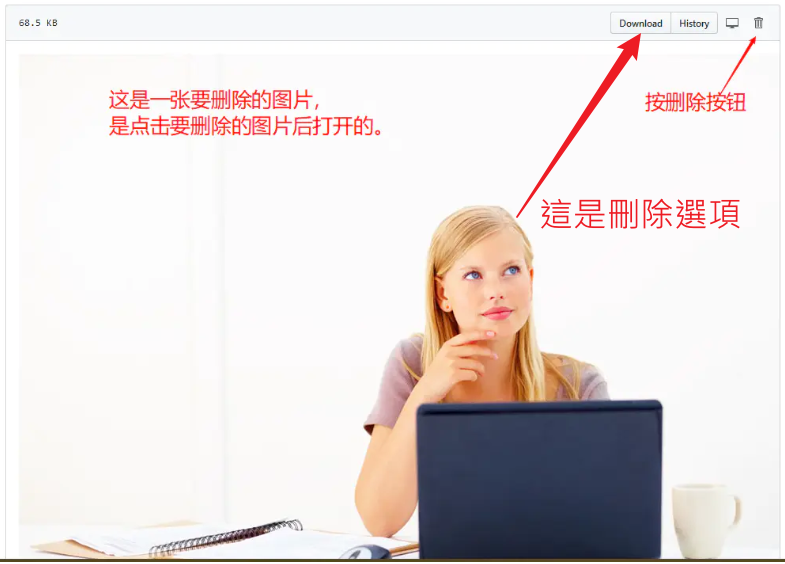 68.5 KB
Download
History
这是一张要删除的图片,
是点击要删除的图片后打开的。
按删除按钮
這是刪除選項